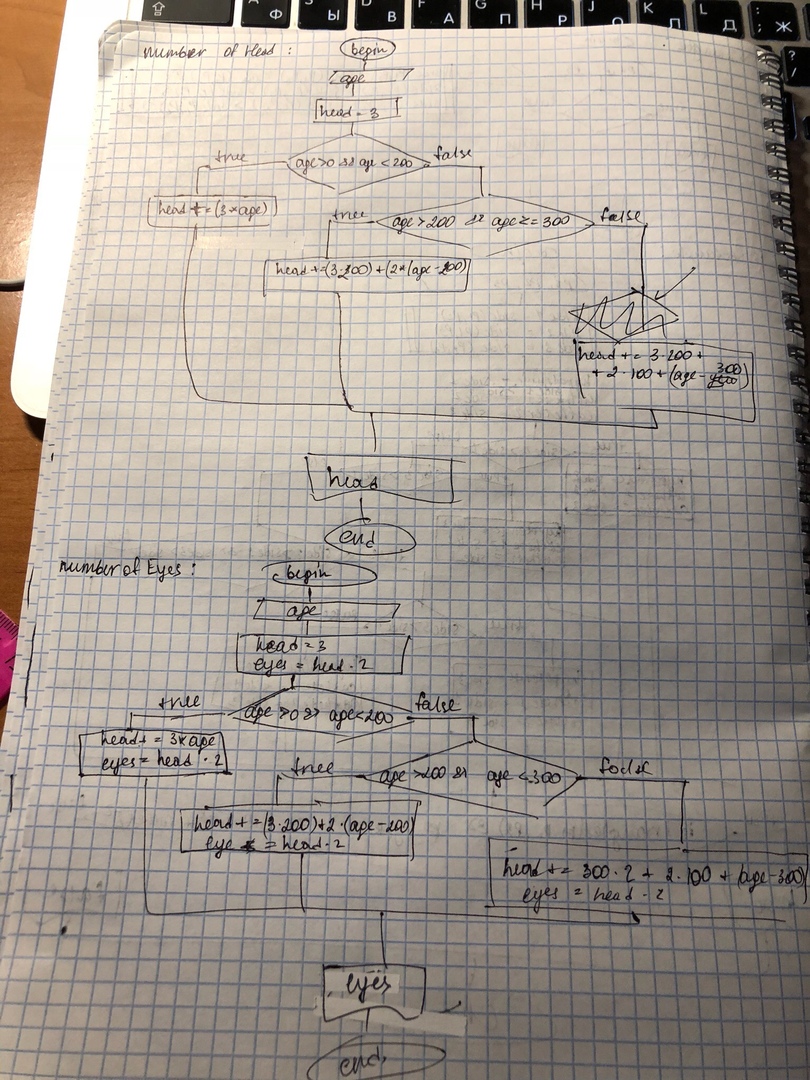 Ф
Ы
В
А
П
Р
О
Л
Д
Ж
A
S
D
F
G
H
J
K
L
;
:
?
/
number of Head :
begin
age
head = 3
true
age>0 && age < 200
false
head += (3*age)
true
age > 200 && age <= 300
false
head += (3·200) + (2*(age-200)
head += 3·200 +
+ 2·100 + (age - 300)
head
end
number of Eyes :
begin
age
head = 3
eyes = head · 2
true
age > 0 && age < 200
false
head += 3*age
eyes = head · 2
true
age > 200 && age < 300
false
head += (3·200) + 2·(age-200)
eye = head · 2
head += 300·2 + 2·100 + (age-300)
eyes = head · 2
eyes
end